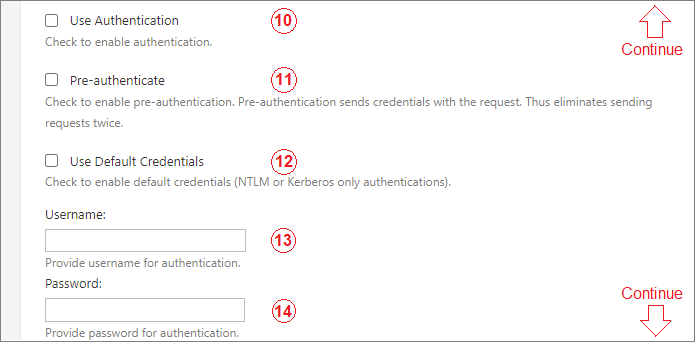 Use Authentication 10
Continue
Check to enable authentication.
Pre-authenticate 11
Check to enable pre-authentication. Pre-authentication sends credentials with the request. Thus eliminates sending
requests twice.
Use Default Credentials 12
Check to enable default credentials (NTLM or Kerberos only authentications).
Username:
13
Provide username for authentication.
Password:
Continue
14
Provide password for authentication.